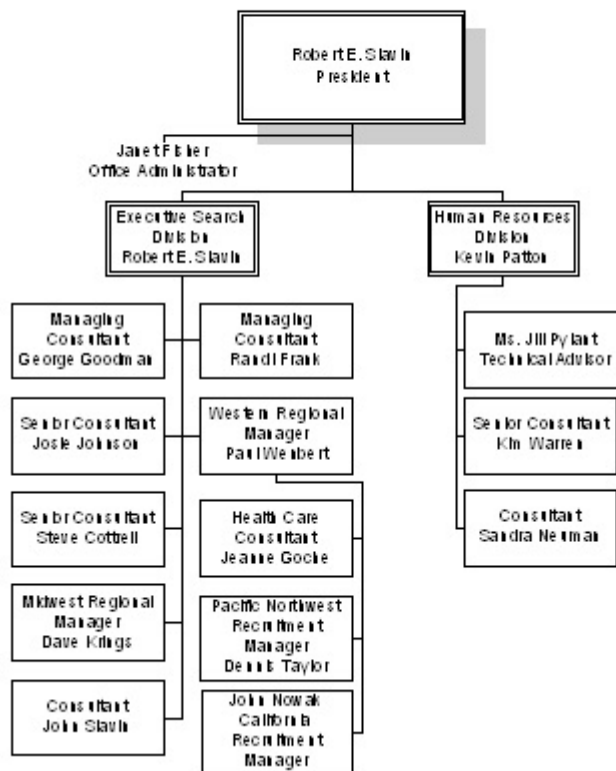 Robert E. Slavin
President
Janet Fisher
Office Administrator
Executive Search
Division
Robert E. Slavin
Human Resources
Division
Kevin Patton
Managing
Consultant
George Goodman
Managing
Consultant
Randi Frank
Ms. Jill Pylant
Technical Advisor
Senior Consultant
Josie Johnson
Western Regional
Manager
Paul Wenbert
Senior Consultant
Kim Warren
Senior Consultant
Steve Cottrell
Health Care
Consultant
Jeanne Goche
Consultant
Sandra Neuman
Midwest Regional
Manager
Dave Krings
Pacific Northwest
Recruitment
Manager
Dennis Taylor
Consultant
John Slavin
John Nowak
California
Recruitment
Manager